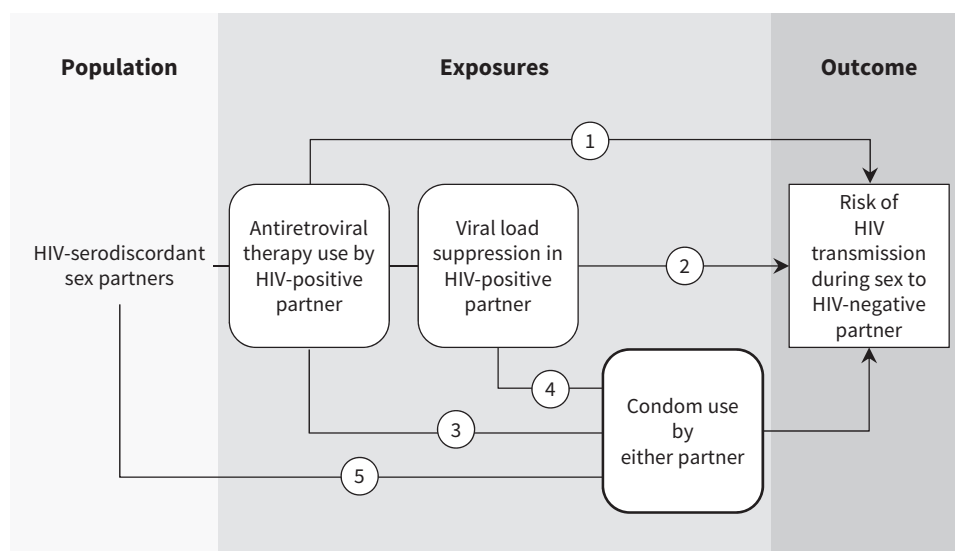 Population
Exposures
Outcome
1
HIV-serodiscordant
sex partners
Antiretroviral
therapy use by
HIV-positive
partner
Viral load
suppression in
HIV-positive
partner
2
Risk of
HIV
transmission
during sex to
HIV-negative
partner
4
3
5
Condom use
by
either partner